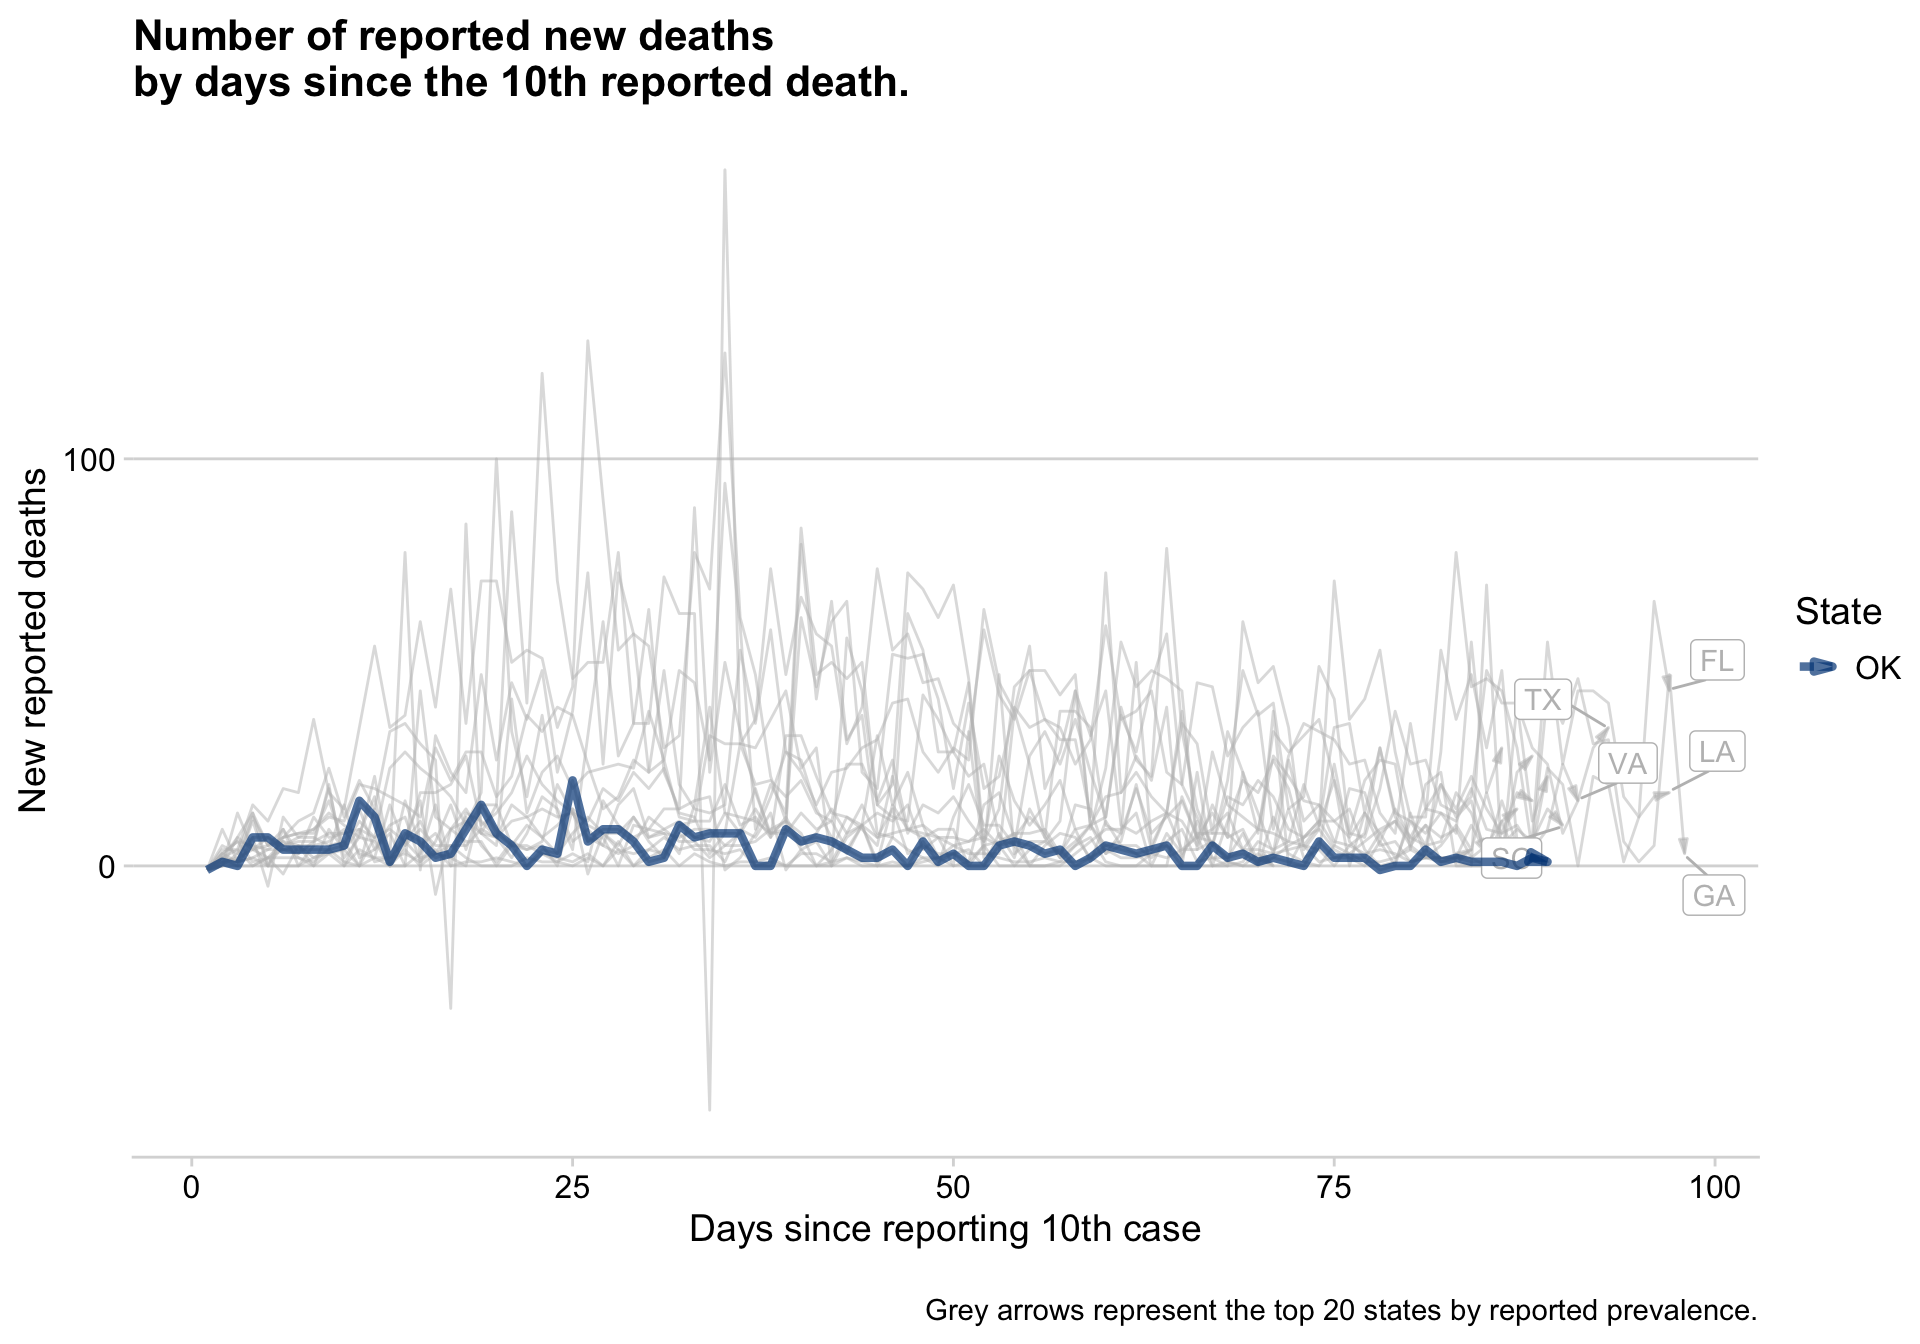 Number of reported new deaths
by days since the 10th reported death.
New reported deaths
100
0
FL
TX
LA
VA
SC
GA
State
OK
0
25
50
75
100
Days since reporting 10th case
Grey arrows represent the top 20 states by reported prevalence.